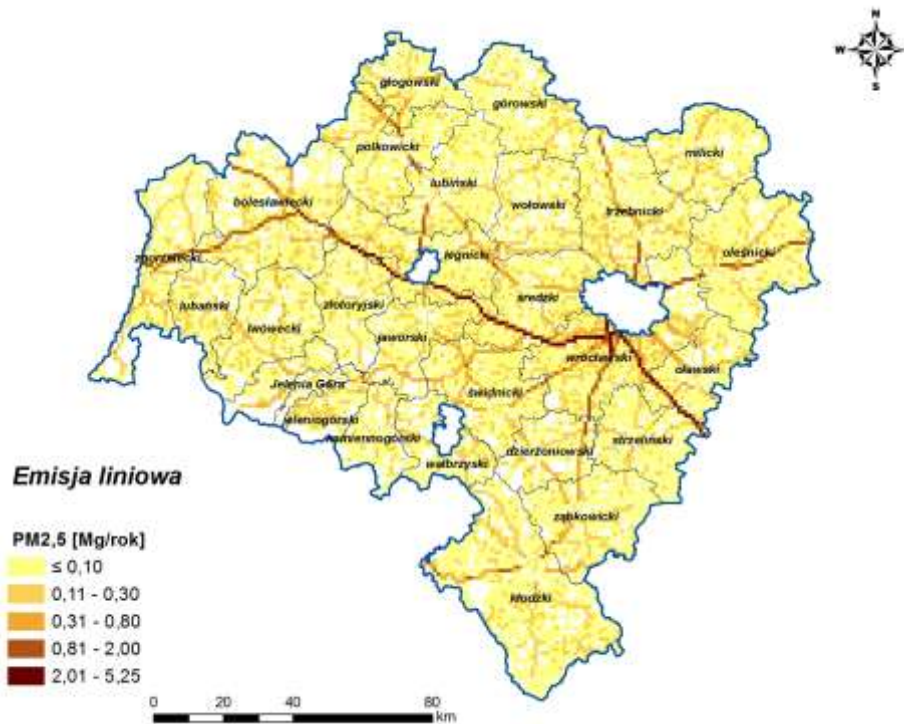 N
W E
S
głogowski
górowski
polkowicki
milicki
lubiński
bolesławiecki
wołowski
trzebnicki
oleśnicki
legnicki
zgorzelecki
średzki
lubański
złotoryjski
lwówecki
jaworski
wrocławski
oławski
Jelenia Góra
świdnicki
jeleniogórski
kamiennogórski
strzeliński
dzierżoniowski
wałbrzyski
Emisja liniowa
ząbkowicki
PM2,5 [Mg/rok]
≤ 0,10
0,11 - 0,30
kłodzki
0,31 - 0,80
0,81 - 2,00
2,01 - 5,25
0 20 40 60 80
km